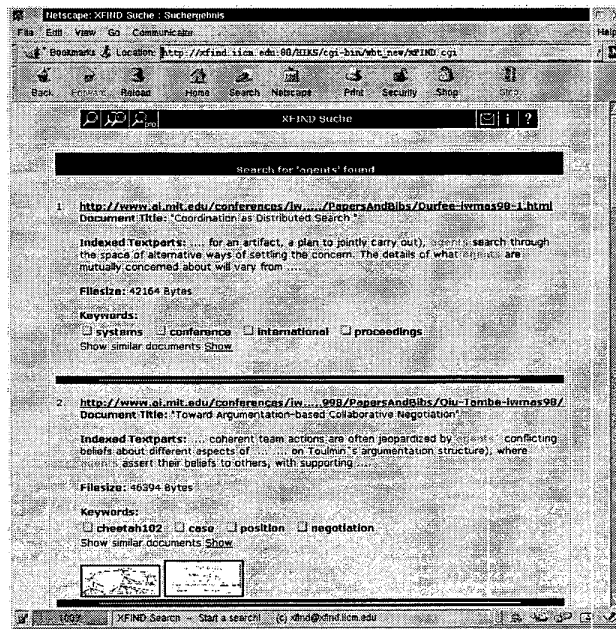 Netscape: XFIND Suche : Suchergebnis
File Edit View Go Communicator Help
Bookmarks Location: http://xfind.iicm.edu:80/HIKS/cgi-bin/wbt_new/xFIND.cgi
Back Forward Reload Home Search Netscape Print Security Shop Stop
pro XFIND Suche i ?
Search for 'agents' found
1. http://www.ai.mit.edu/conferences/iw...../PapersAndBibs/Durfee-iwmas98-1.html
Document Title: "Coordination as Distributed Search "
Indexed Textparts: .... for an artifact, a plan to jointly carry out), agents search through
the space of alternative ways of settling the concern. The details of what agents are
mutually concerned about will vary from ....
Filesize: 42164 Bytes
Keywords:
systems conference international proceedings
Show similar documents Show
2. http://www.ai.mit.edu/conferences/iw.....998/PapersAndBibs/Qiu-Tambe-iwmas98/
Document Title: "Toward Argumentation-based Collaborative Negotiation"
Indexed Textparts: .... coherent team actions are often jeopardized by agents' conflicting
beliefs about different aspects of .... .... on Toulmin's argumentation structure), where
agents assert their beliefs to others, with supporting ....
Filesize: 46394 Bytes
Keywords:
cheetah102 case position negotiation
Show similar documents Show
100% XFIND Search -- Start a search! (c) xfind@xfind.iicm.edu